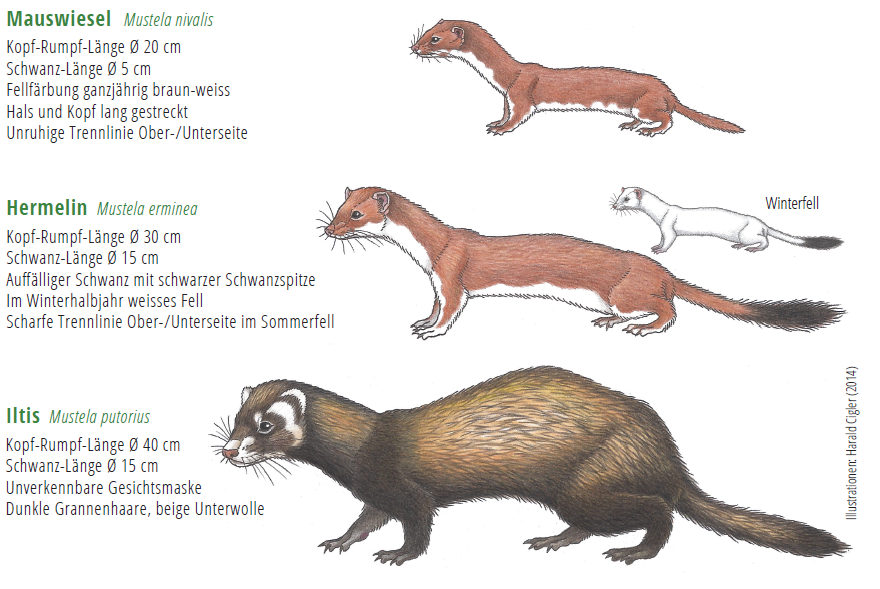 Mauswiesel Mustela nivalis
Kopf-Rumpf-Länge Ø 20 cm
Schwanz-Länge Ø 5 cm
Fellfärbung ganzjährig braun-weiss
Hals und Kopf lang gestreckt
Unruhige Trennlinie Ober-/Unterseite
Hermelin Mustela erminea
Kopf-Rumpf-Länge Ø 30 cm
Schwanz-Länge Ø 15 cm
Auffälliger Schwanz mit schwarzer Schwanzspitze
Im Winterhalbjahr weisses Fell
Scharfe Trennlinie Ober-/Unterseite im Sommerfell
Winterfell
Iltis Mustela putorius
Kopf-Rumpf-Länge Ø 40 cm
Schwanz-Länge Ø 15 cm
Unverkennbare Gesichtsmaske
Dunkle Grannenhaare, beige Unterwolle
Illustrationen: Harald Cigler (2014)